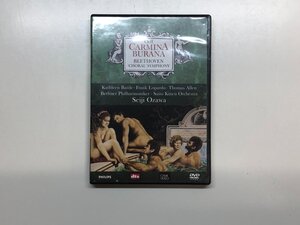 CARMINA
BURANA
BEETHOVEN
CHORAL SYMPHONY
Kathleen Battle · Frank Lopardo · Thomas Allen
Berliner Philharmoniker · Saito Kinen Orchestra
Seiji Ozawa
PHILIPS
dts
DVD